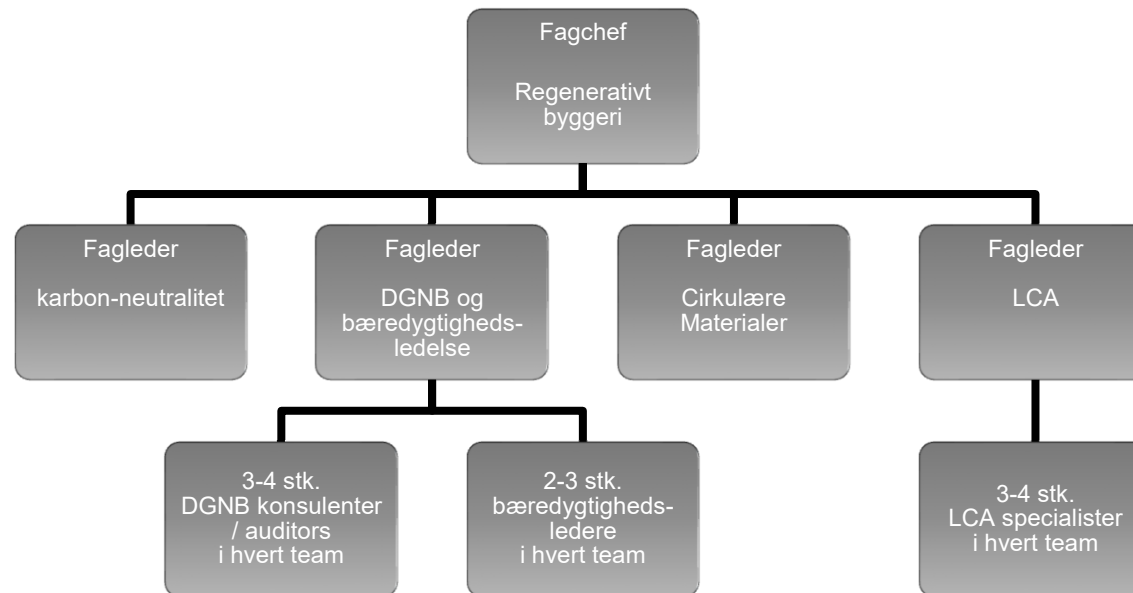 Fagchef
Regenerativt
byggeri
Fagleder
karbon-neutralitet
Fagleder
DGNB og
bæredygtigheds-
ledelse
Fagleder
Cirkulære
Materialer
Fagleder
LCA
3-4 stk.
DGNB konsulenter
/ auditors
i hvert team
2-3 stk.
bæredygtigheds-
ledere
i hvert team
3-4 stk.
LCA specialister
i hvert team